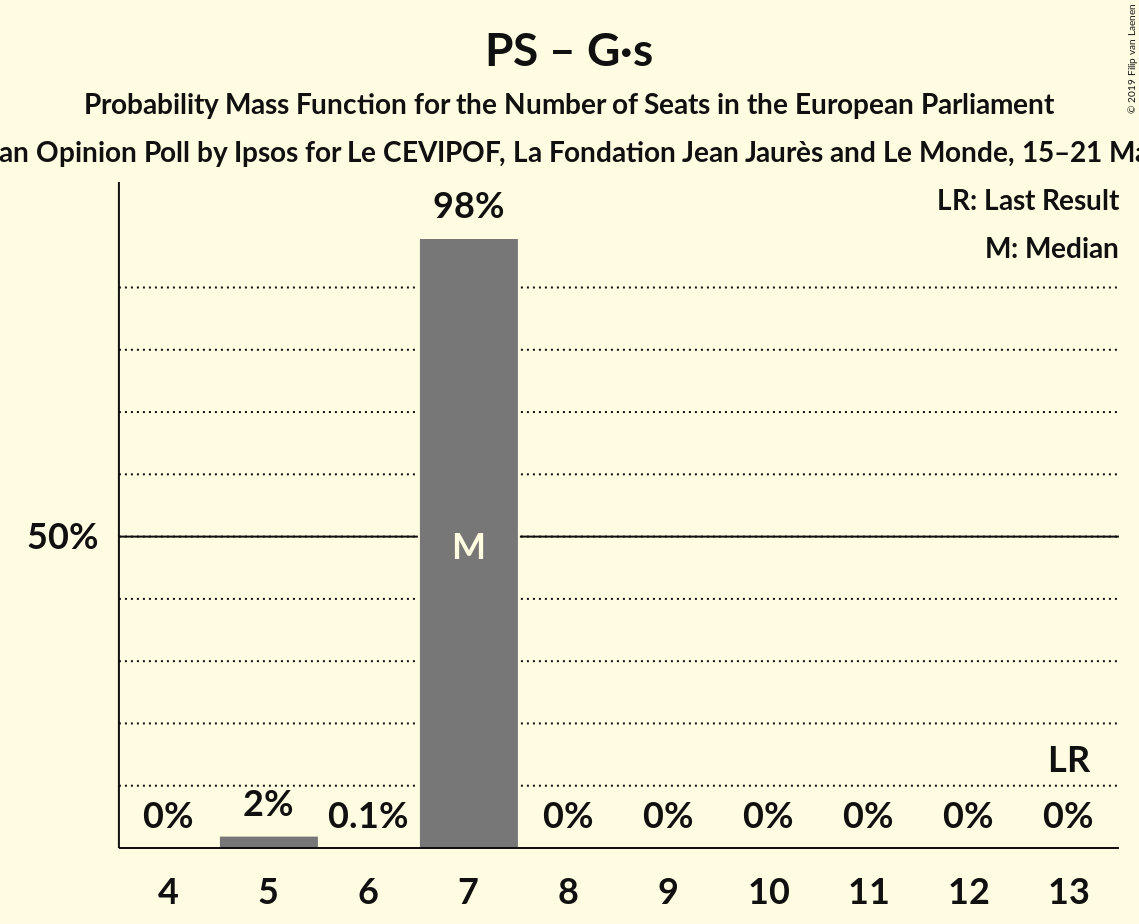 PS – G·s
Probability Mass Function for the Number of Seats in the European Parliament
an Opinion Poll by Ipsos for Le CEVIPOF, La Fondation Jean Jaurès and Le Monde, 15–21 Ma
© 2019 Filip van Laenen
LR: Last Result
M: Median
98%
50%
M
LR
0% 2% 0.1% 0% 0% 0% 0% 0% 0%
4 5 6 7 8 9 10 11 12 13